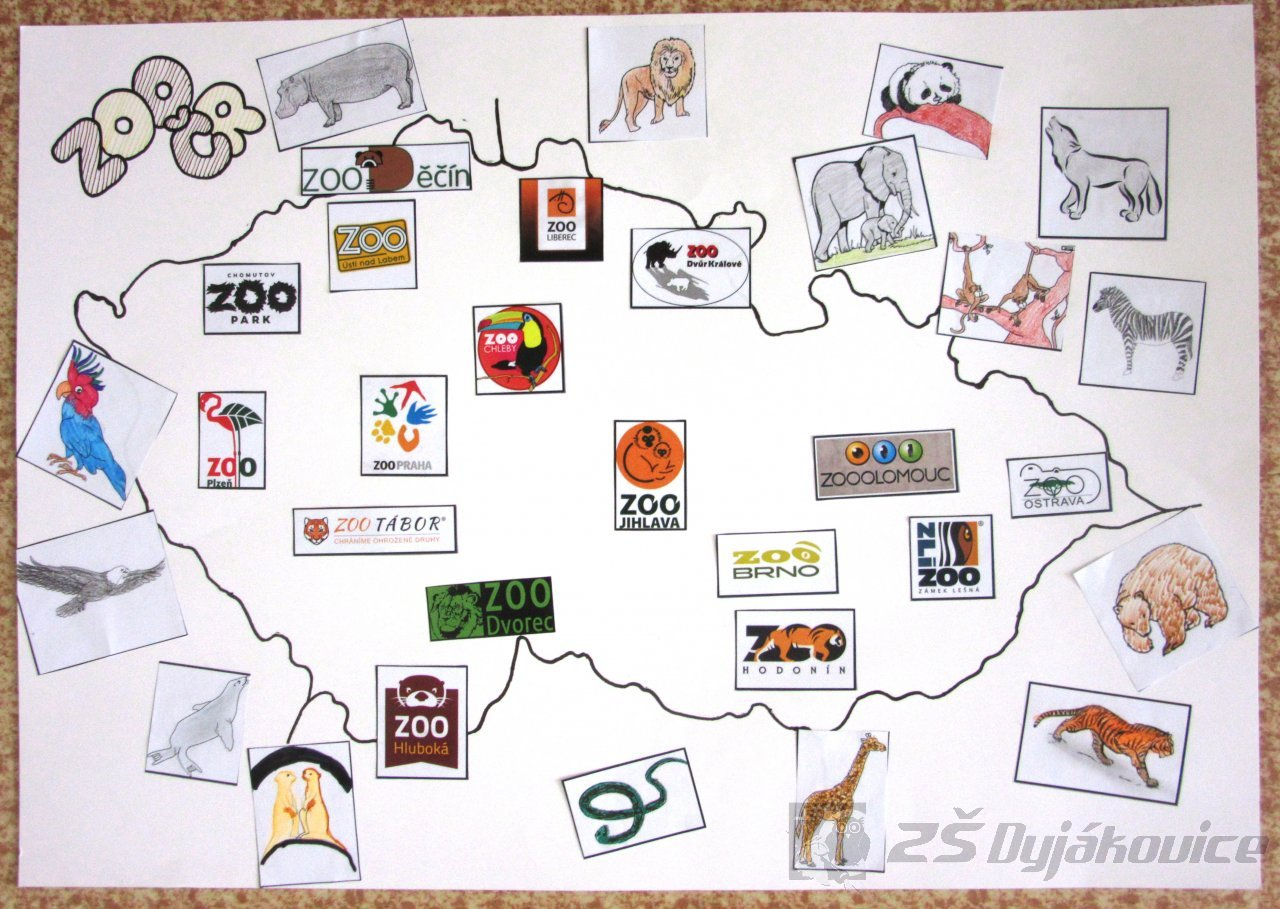 ZOO v ČR
ZOO Děčín
ZOO
Ústí nad Labem
ZOO
LIBEREC
ZOO
Dvůr Králové
CHOMUTOV
ZOO
PARK
ZOO
CHLEBY
ZOO
Plzeň
ZOO PRAHA
ZOO
JIHLAVA
ZOOOLOMOUC
ZOO
OSTRAVA
ZOO TÁBOR®
CHRÁNÍME OHROŽENÉ DRUHY
ZOO
BRNO
ZLÍN
ZOO
ZÁMEK LEŠNÁ
ZOO
Dvorec
ZOO
HODONÍN
ZOO
Hluboká
ZŠ Dyjákovice